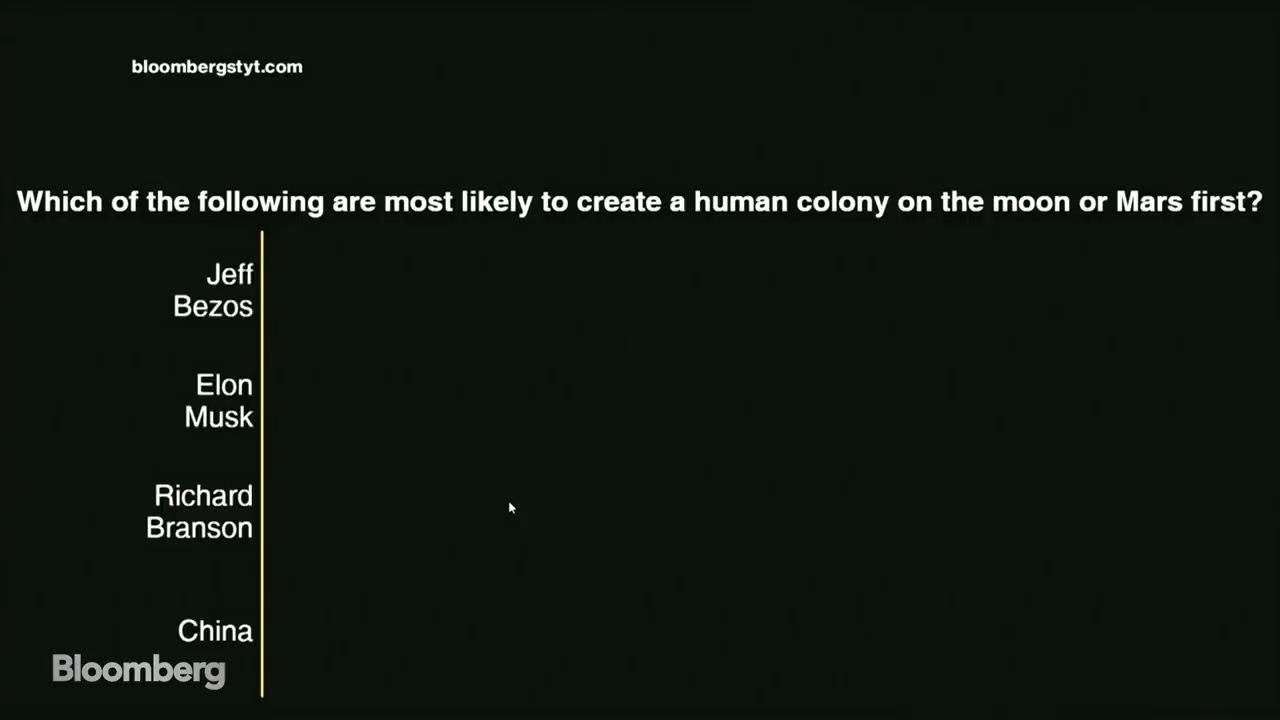 bloombergstyt.com
Which of the following are most likely to create a human colony on the moon or Mars first?
Jeff
Bezos
Elon
Musk
Richard
Branson
China
Bloomberg